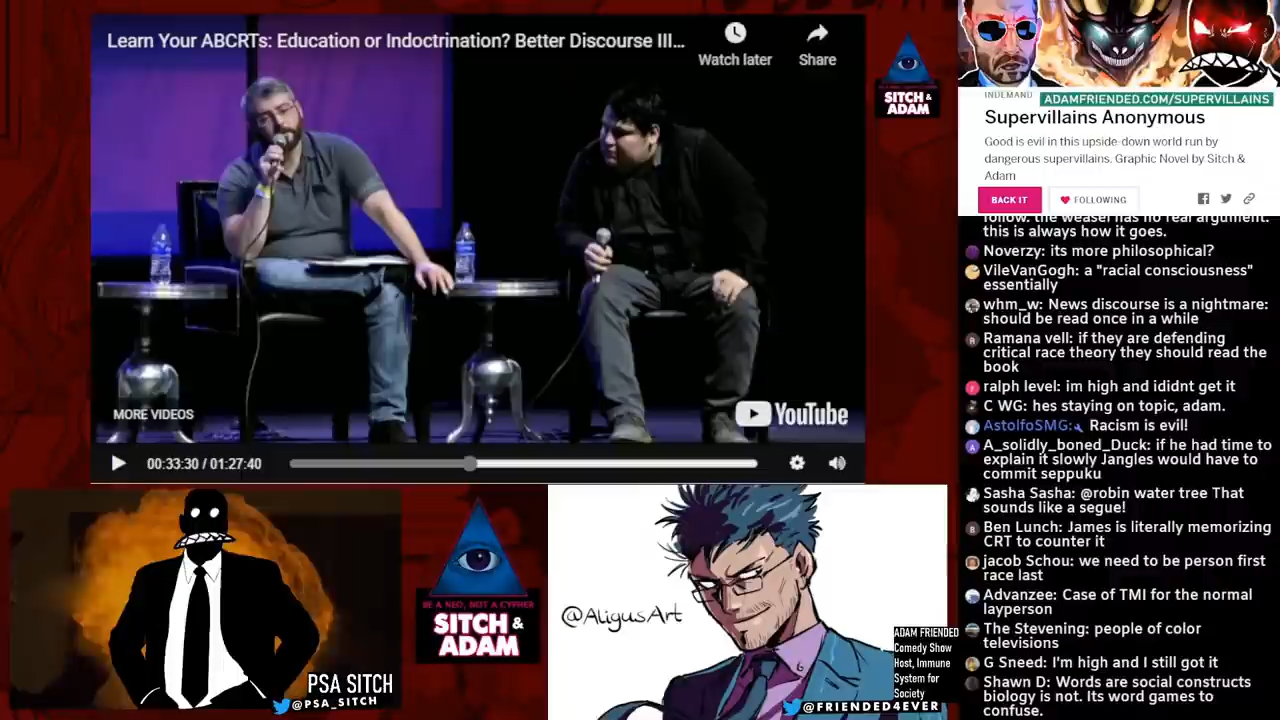 Learn Your ABCRTs: Education or Indoctrination? Better Discourse III...
Watch later
Share
MORE VIDEOS
YouTube
00:33:30 / 01:27:40
SITCH &
ADAM
INDEMAND
ADAMFRIENDED.COM/SUPERVILLAINS
Supervillains Anonymous
Good is evil in this upside-down world run by
dangerous supervillains. Graphic Novel by Sitch &
Adam
BACK IT
FOLLOWING
follow. the weasel has no real argument.
this is always how it goes.
Noverzy: its more philosophical?
VileVanGogh: a "racial consciousness"
essentially
whm_w: News discourse is a nightmare:
should be read once in a while
Ramana vell: if they are defending
critical race theory they should read the
book
ralph level: im high and ididnt get it
C WG: hes staying on topic, adam.
AstolfoSMG: Racism is evil!
A_solidly_boned_Duck: if he had time to
explain it slowly Jangles would have to
commit seppuku
Sasha Sasha: @robin water tree That
sounds like a segue!
Ben Lunch: James is literally memorizing
CRT to counter it
jacob Schou: we need to be person first
race last
Advanzee: Case of TMI for the normal
layperson
The Stevening: people of color
televisions
G Sneed: I'm high and I still got it
Shawn D: Words are social constructs
biology is not. Its word games to
confuse.
PSA SITCH
@PSA_SITCH
BE A NEO, NOT A CYPHER
SITCH &
ADAM
@AligusArt
ADAM FRIENDED
Comedy Show
Host, Immune
System for
Society
@FRIENDED4EVER